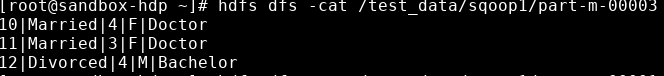 [root@sandbox-hdp ~]# hdfs dfs -cat /test_data/sqoop1/part-m-00003
10|Married|4|F|Doctor
11|Married|3|F|Doctor
12|Divorced|4|M|Bachelor